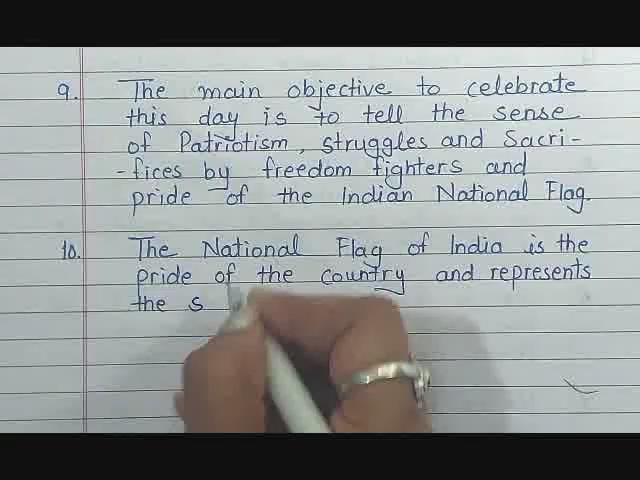 9. The main objective to celebrate
this day is to tell the sense
of Patriotism, struggles and Sacri-
-fices by freedom fighters and
pride of the Indian National Flag.
10. The National Flag of India is the
pride of the country and represents
the s